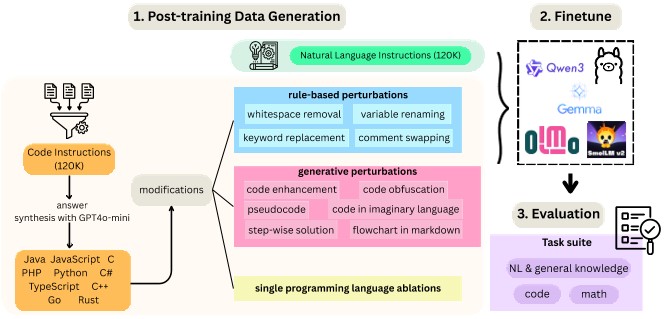 1. Post-training Data Generation
Natural Language Instructions (120K)
Code Instructions
(120K)
answer
synthesis with GPT4o-mini
Java JavaScript C
PHP Python C#
TypeScript C++
Go Rust
modifications
rule-based perturbations
whitespace removal variable renaming
keyword replacement comment swapping
generative perturbations
code enhancement code obfuscation
pseudocode code in imaginary language
step-wise solution flowchart in markdown
single programming language ablations
2. Finetune
Qwen3
Gemma
OLMo
SmolLM v2
3. Evaluation
Task suite
NL & general knowledge
code math